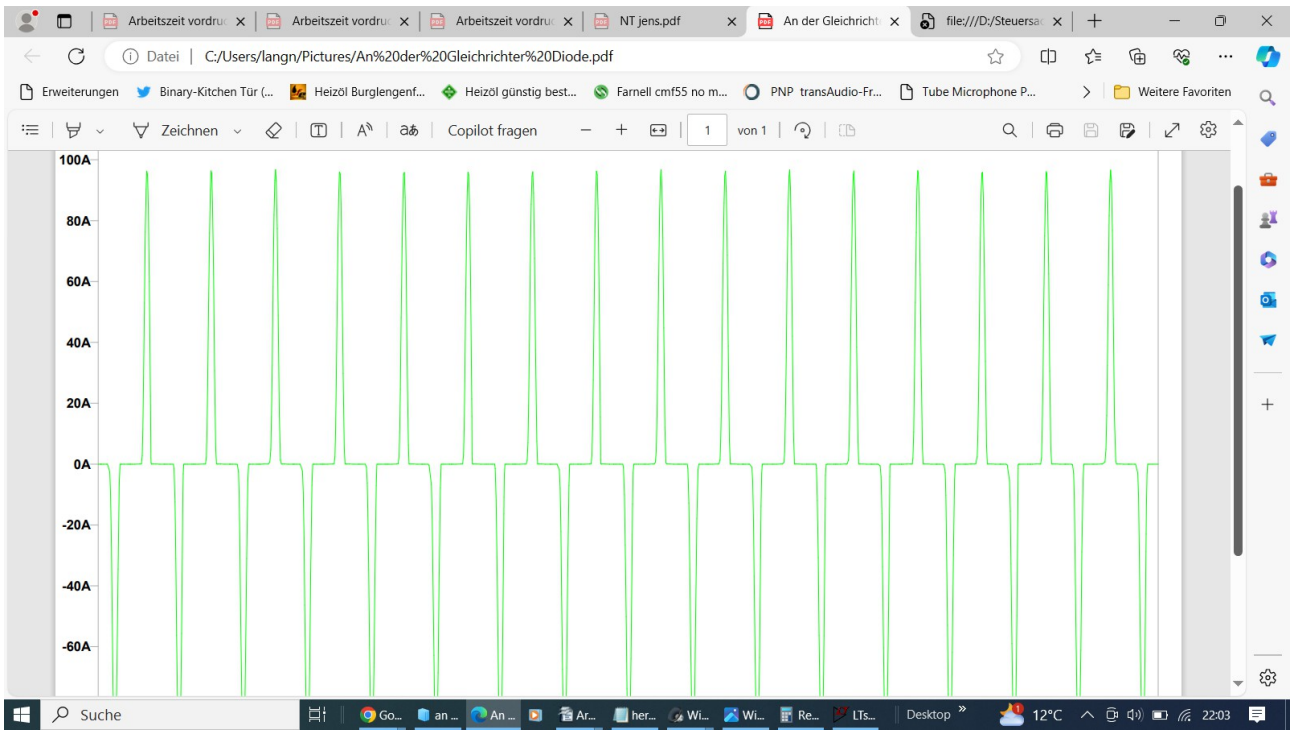 Arbeitszeit vordruc
Arbeitszeit vordruc
Arbeitszeit vordruc
NT jens.pdf
An der Gleichricht
file:///D:/Steuersac
Datei | C:/Users/langn/Pictures/An%20der%20Gleichrichter%20Diode.pdf
Erweiterungen
Binary-Kitchen Tür (...
Heizöl Burglengenf...
Heizöl günstig best...
Farnell cmf55 no m...
PNP transAudio-Fr...
Tube Microphone P...
Weitere Favoriten
Zeichnen
Copilot fragen
1 von 1
100A
80A
60A
40A
20A
0A
-20A
-40A
-60A
Suche
Go...
an ...
An ...
Ar...
her...
Wi...
Wi...
Re...
LTs...
Desktop
12°C
22:03